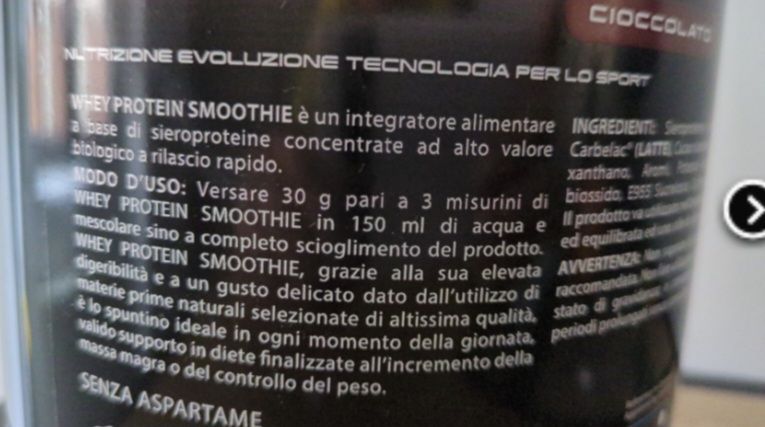 CIOCCOLATO
NUTRIZIONE EVOLUZIONE TECNOLOGIA PER LO SPORT
WHEY PROTEIN SMOOTHIE è un integratore alimentare
a base di sieroproteine concentrate ad alto valore
biologico a rilascio rapido.
MODO D'USO: Versare 30 g pari a 3 misurini di
WHEY PROTEIN SMOOTHIE in 150 ml di acqua e
mescolare sino a completo scioglimento del prodotto.
WHEY PROTEIN SMOOTHIE, grazie alla sua elevata
digeribilità e a un gusto delicato dato dall'utilizzo di
materie prime naturali selezionate di altissima qualità,
è lo spuntino ideale in ogni momento della giornata,
valido supporto in diete finalizzate all'incremento della
massa magra o del controllo del peso.
SENZA ASPARTAME
INGREDIENTI:
Carbelac® (LATTE),
xanthano, Aromi,
biossido, E955
Il prodotto va
ed equilibrata ed uno
AVVERTENZA: Non
raccomandata. Non
stato di gravidanza
periodi prolungati